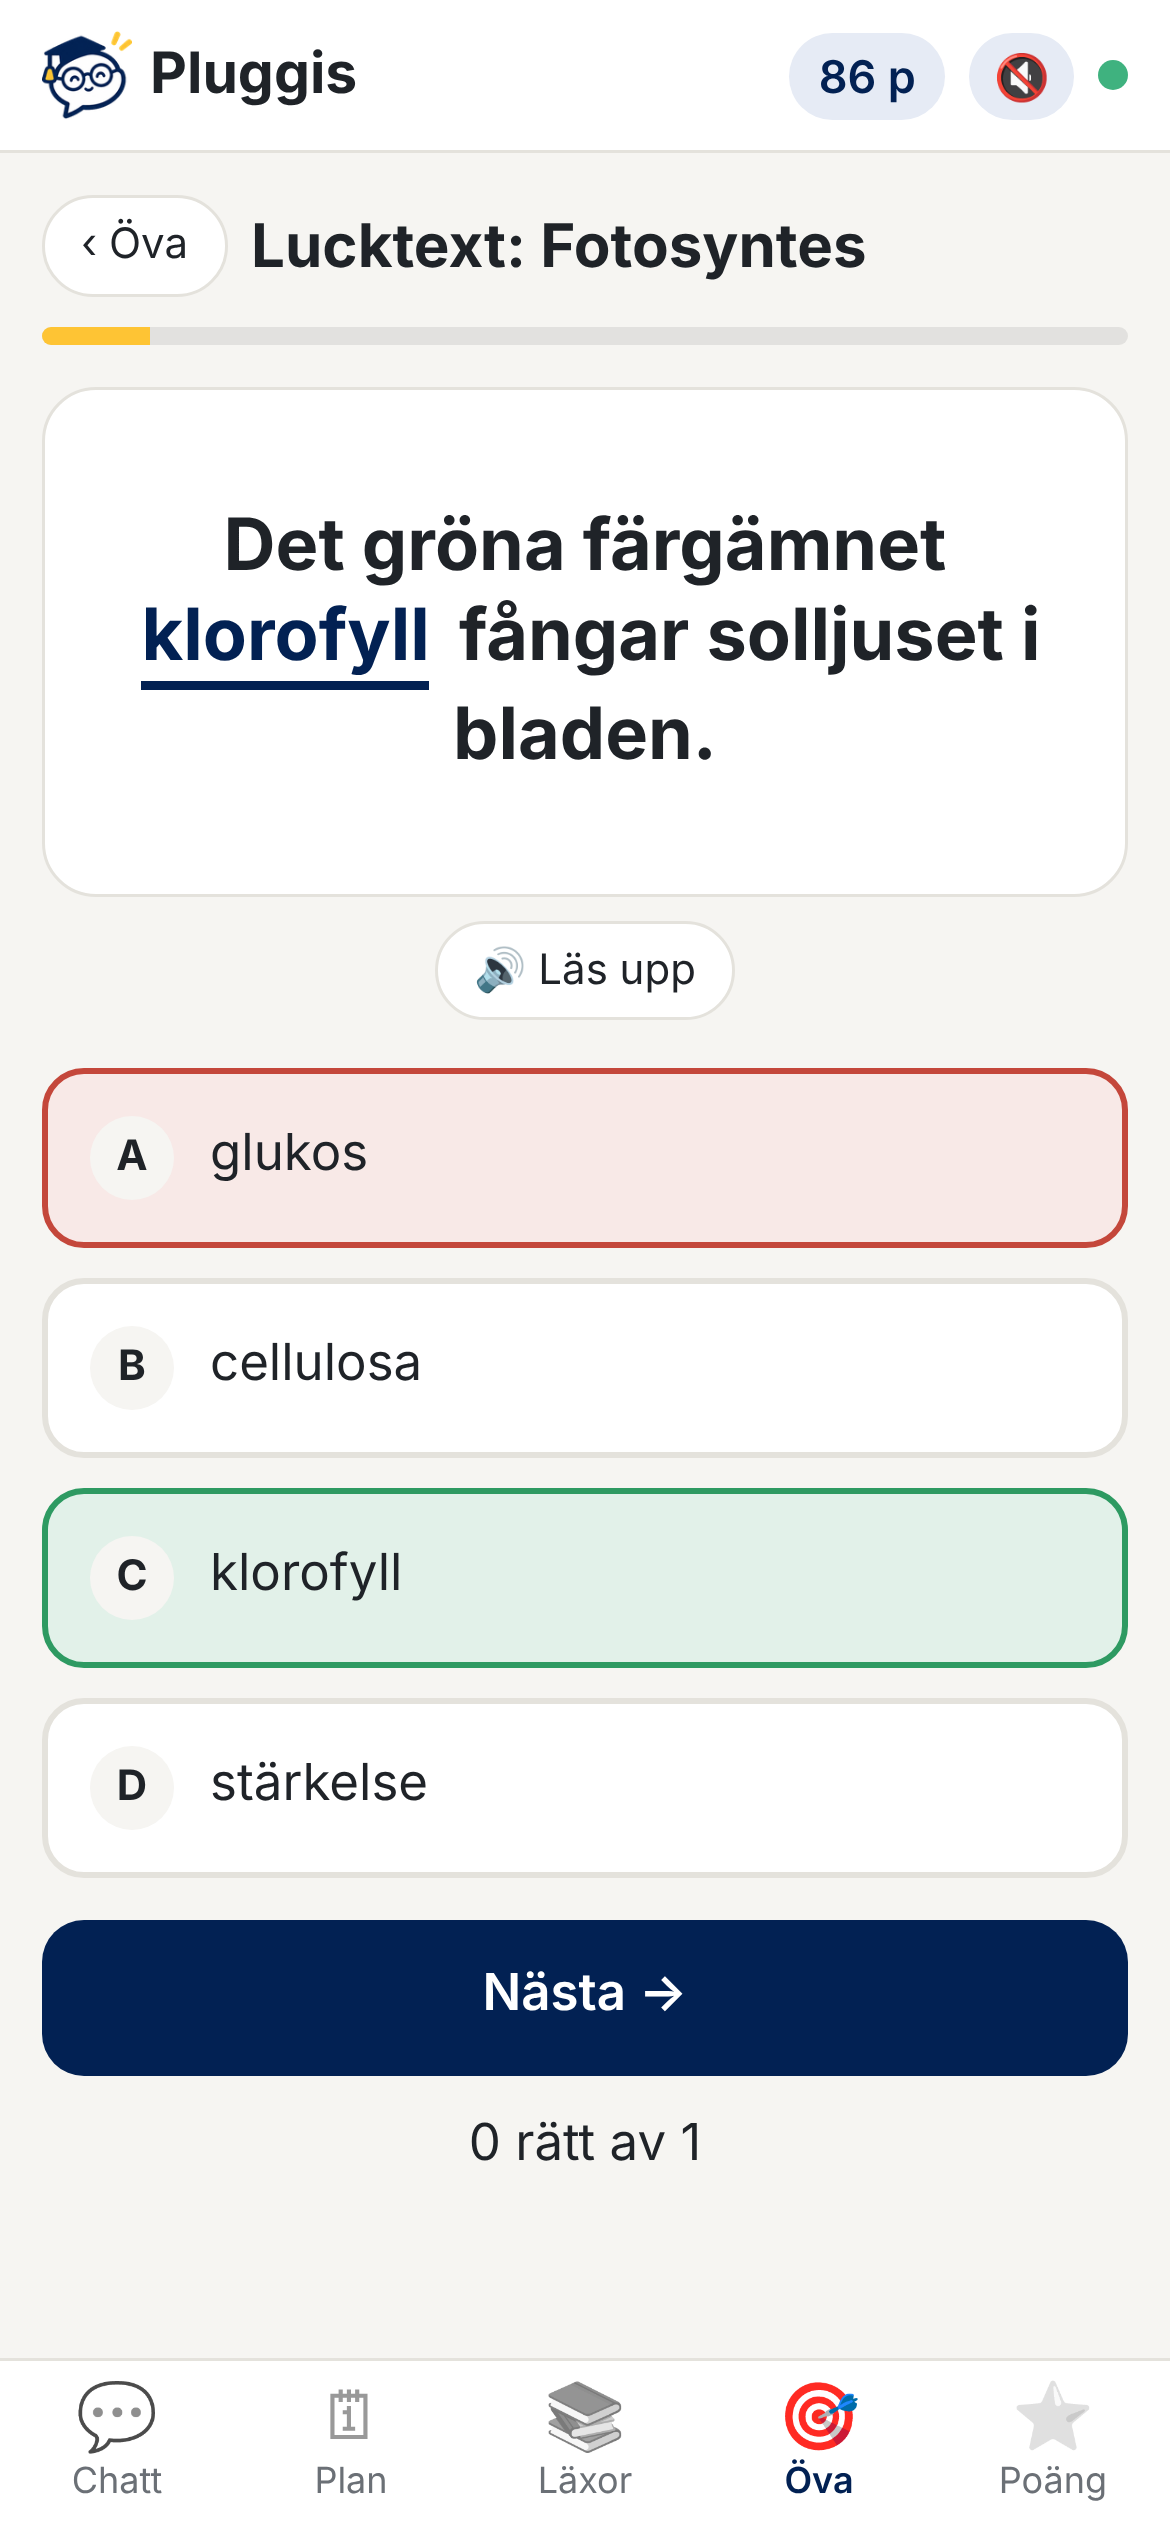 Pluggis
86 p
‹ Öva
Lucktext: Fotosyntes
Det gröna färgämnet
klorofyll fångar solljuset i
bladen.
Läs upp
A glukos
B cellulosa
C klorofyll
D stärkelse
Nästa →
0 rätt av 1
1
Chatt
Plan
Läxor
Öva
Poäng